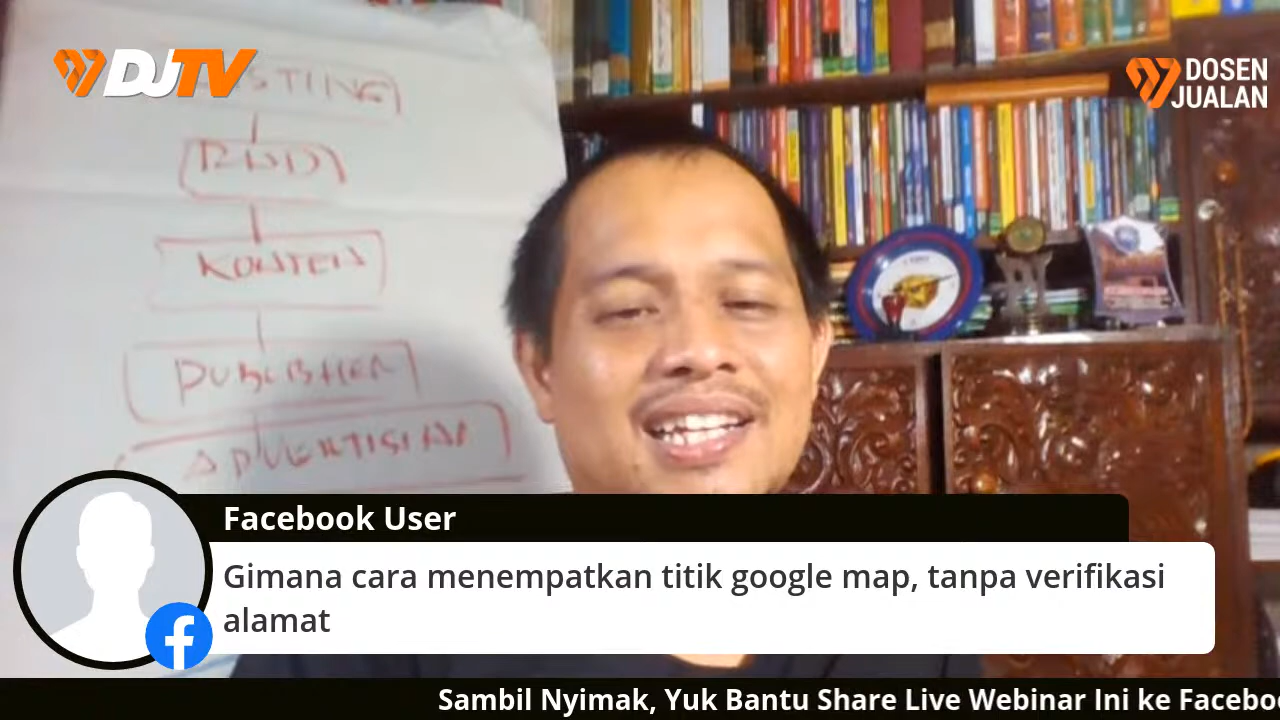 DJTV
DOSEN
JUALAN
KONTEN
Facebook User
Gimana cara menempatkan titik google map, tanpa verifikasi
alamat
Sambil Nyimak, Yuk Bantu Share Live Webinar Ini ke Facebo